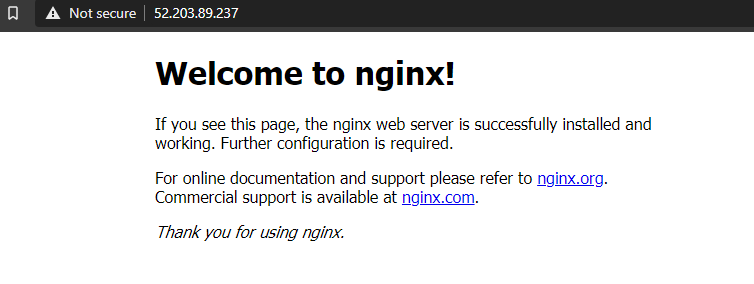 Not secure 52.203.89.237
Welcome to nginx!
If you see this page, the nginx web server is successfully installed and
working. Further configuration is required.
For online documentation and support please refer to nginx.org.
Commercial support is available at nginx.com.
Thank you for using nginx.